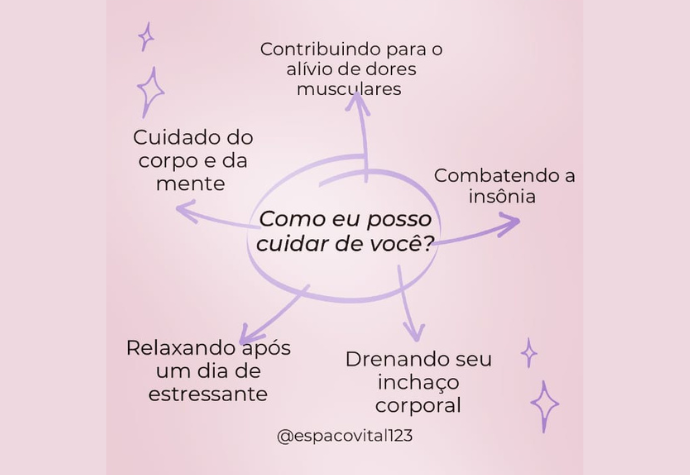 Contribuindo para o
alívio de dores
musculares
Cuidado do
corpo e da
mente
Combatendo a
insônia
Como eu posso
cuidar de você?
Relaxando após
um dia de
estressante
Drenando seu
inchaço
corporal
@espacovital123